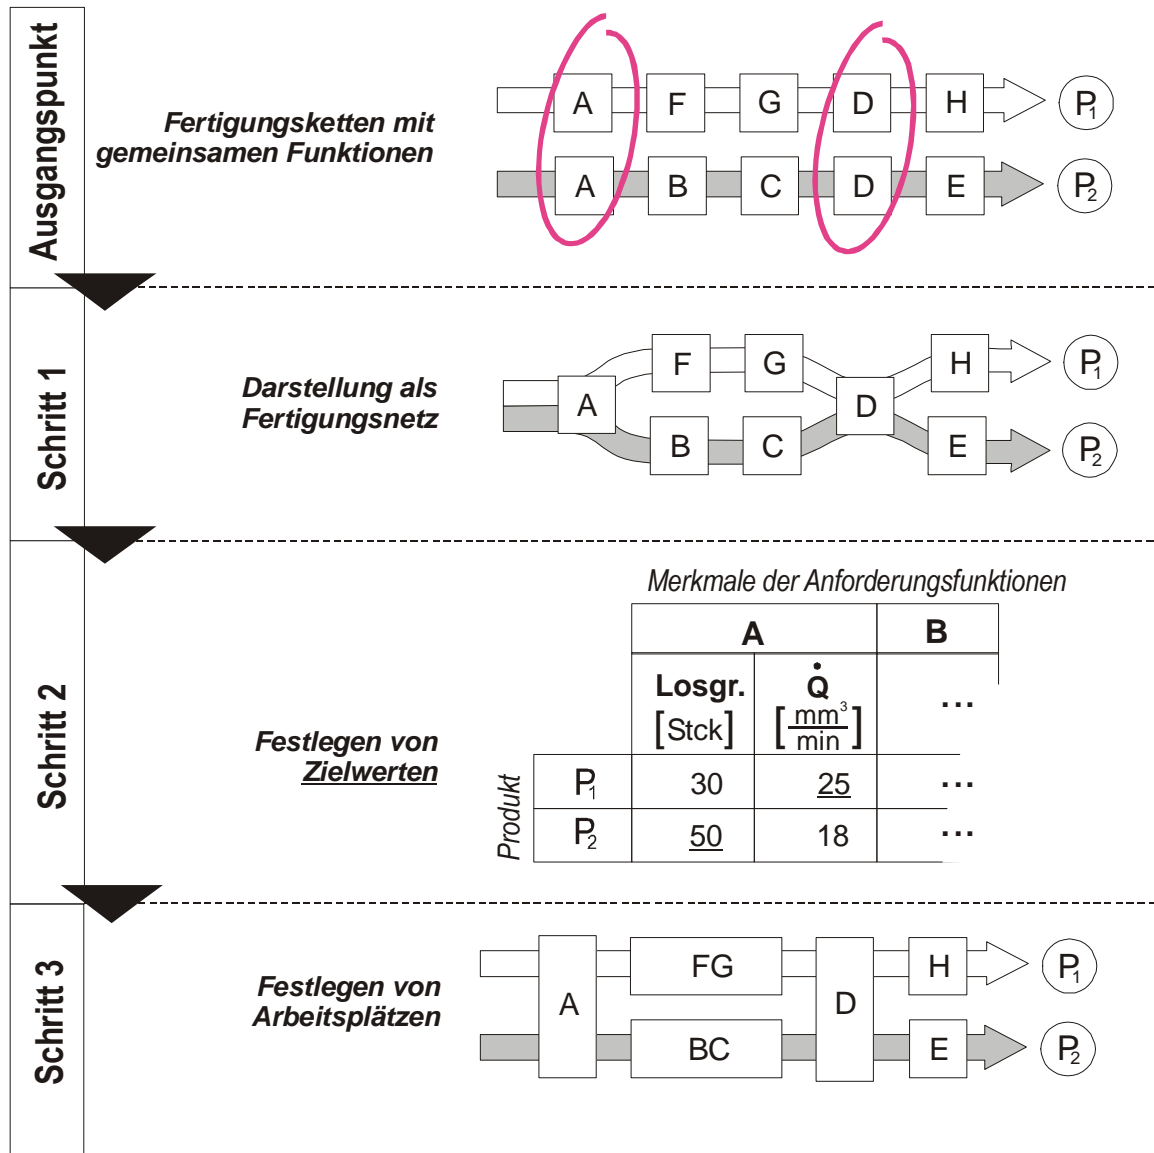 Ausgangspunkt
Fertigungsketten mit
gemeinsamen Funktionen
A F G D H P1
A B C D E P2
Schritt 1
Darstellung als
Fertigungsnetz
F G H P1
A D
B C E P2
Schritt 2
Festlegen von
Zielwerten
Merkmale der Anforderungsfunktionen
A B
Losgr. Q̇ ...
[Stck] [mm³/min]
Produkt
P1 30 25 ...
P2 50 18 ...
Schritt 3
Festlegen von
Arbeitsplätzen
FG H P1
A D
BC E P2